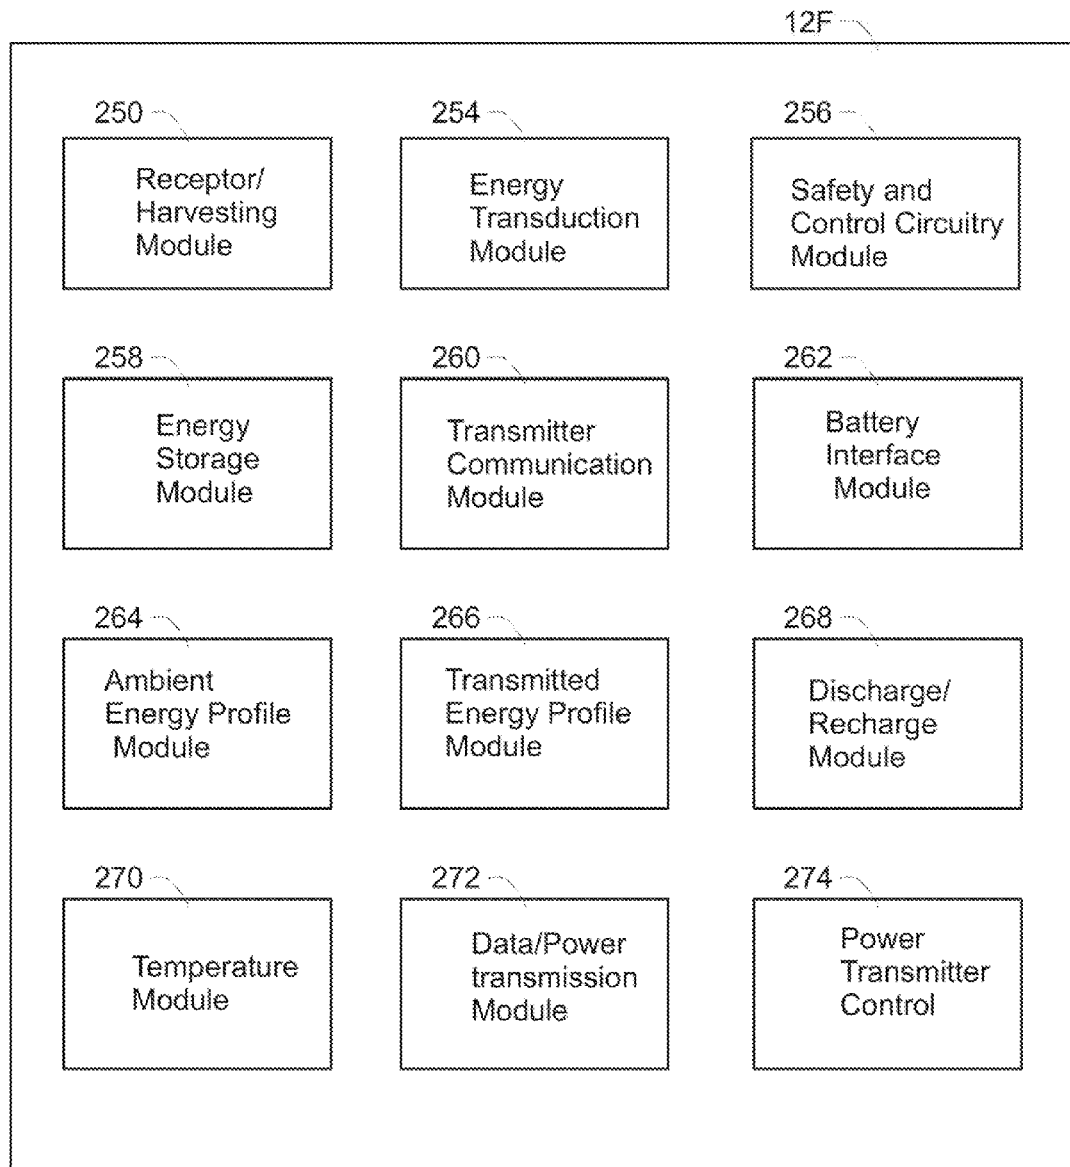 12F
250
Receptor/
Harvesting
Module
254
Energy
Transduction
Module
256
Safety and
Control Circuitry
Module
258
Energy
Storage
Module
260
Transmitter
Communication
Module
262
Battery
Interface
Module
264
Ambient
Energy Profile
Module
266
Transmitted
Energy Profile
Module
268
Discharge/
Recharge
Module
270
Temperature
Module
272
Data/Power
transmission
Module
274
Power
Transmitter
Control